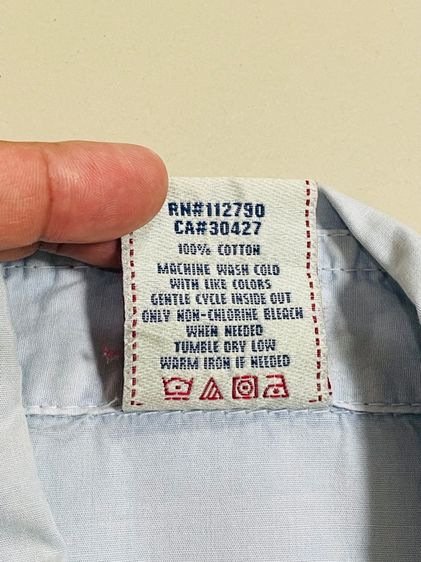 RN#112790
CA#30427
100% COTTON
MACHINE WASH COLD
WITH LIKE COLORS
GENTLE CYCLE INSIDE OUT
ONLY NON-CHLORINE BLEACH
WHEN NEEDED
TUMBLE DRY LOW
WARM IRON IF NEEDED